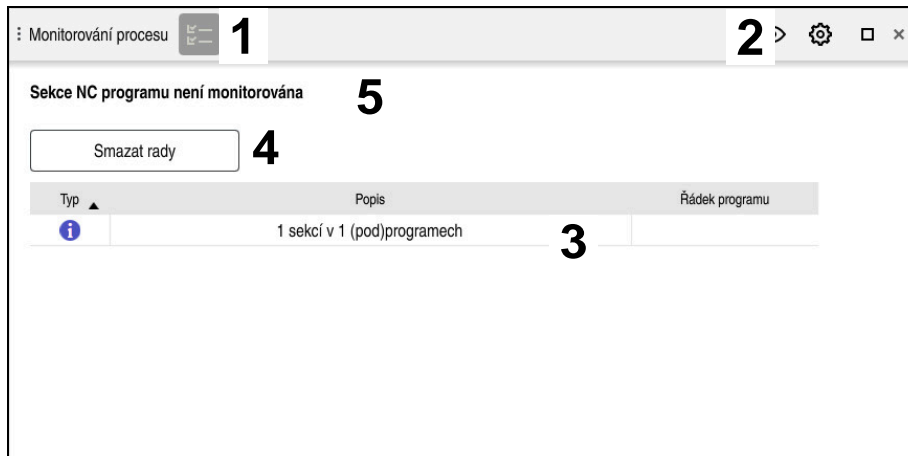 Monitorování procesu 1 2
Sekce NC programu není monitorována 5
Smazat rady 4
Typ Popis Řádek programu
1 sekcí v 1 (pod)programech 3